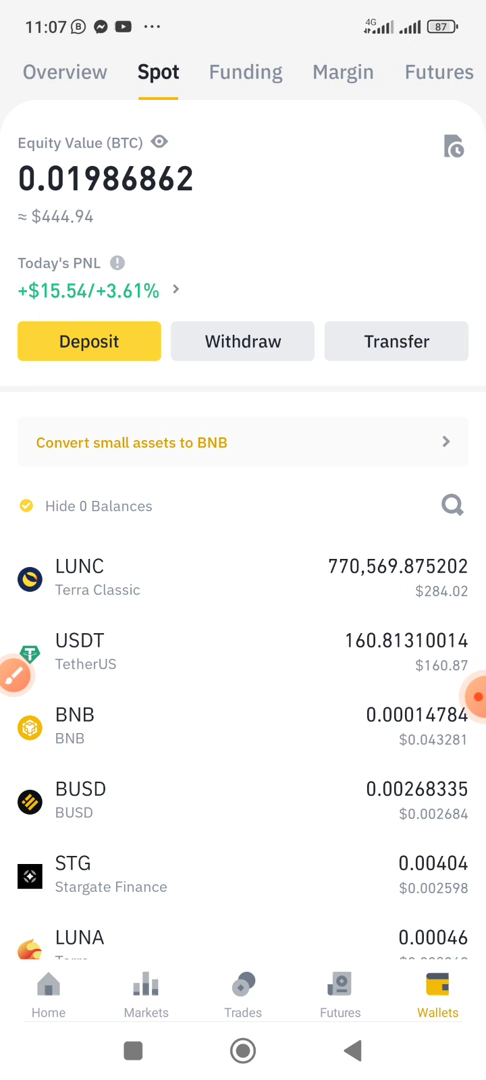 11:07 4G 87
Overview Spot Funding Margin Futures
Equity Value (BTC)
0.01986862
≈ $444.94
Today's PNL
+$15.54/+3.61%
Deposit Withdraw Transfer
Convert small assets to BNB
Hide 0 Balances
LUNC 770,569.875202
Terra Classic $284.02
USDT 160.81310014
TetherUS $160.87
BNB 0.00014784
BNB $0.043281
BUSD 0.00268335
BUSD $0.002684
STG 0.00404
Stargate Finance $0.002598
LUNA 0.00046
Home Markets Trades Futures Wallets